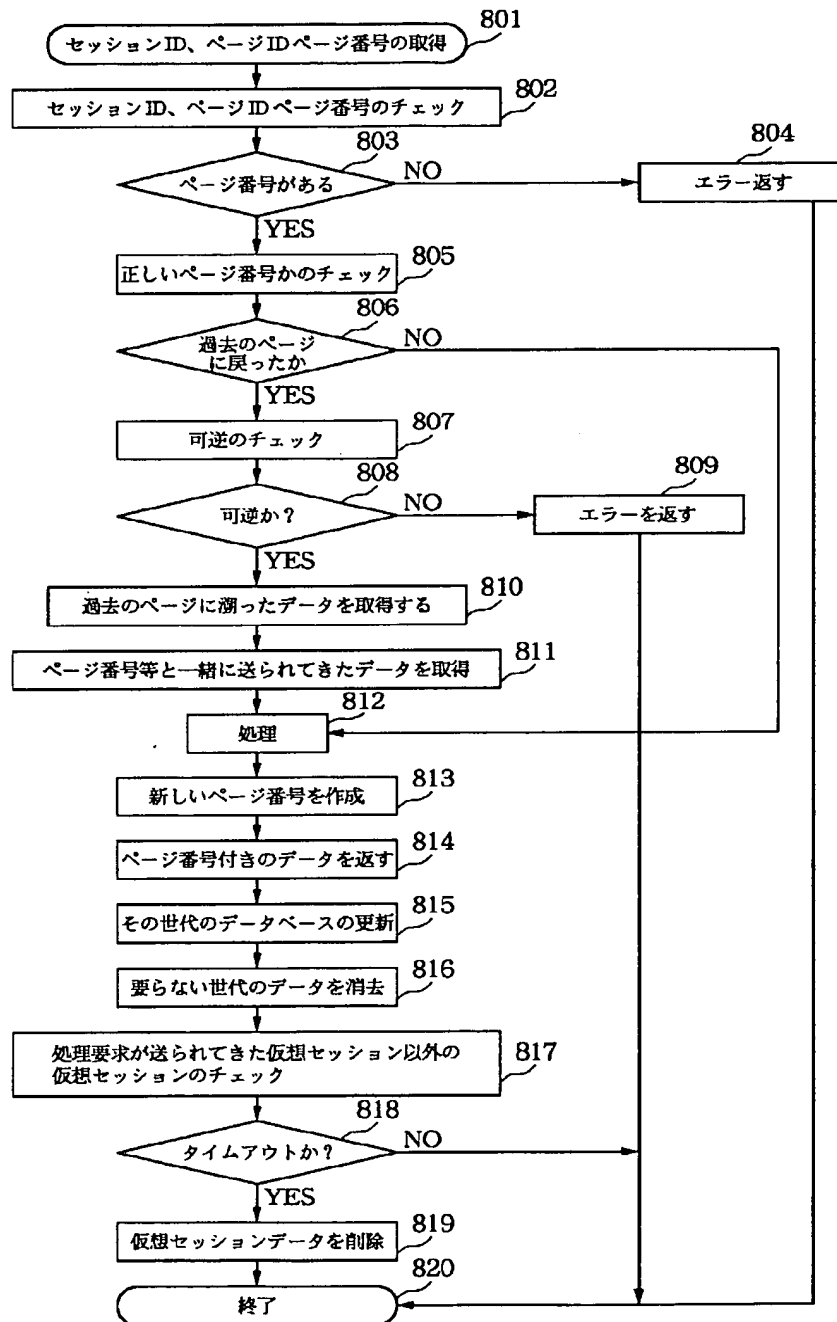 801
セッションID、ページIDページ番号の取得
802
セッションID、ページIDページ番号のチェック
803
ページ番号がある
NO
804
エラー返す
YES
805
正しいページ番号かのチェック
806
過去のページ
に戻ったか
NO
YES
807
可逆のチェック
808
可逆か?
NO
809
エラーを返す
YES
810
過去のページに溯ったデータを取得する
811
ページ番号等と一緒に送られてきたデータを取得
812
処理
813
新しいページ番号を作成
814
ページ番号付きのデータを返す
815
その世代のデータベースの更新
816
要らない世代のデータを消去
817
処理要求が送られてきた仮想セッション以外の
仮想セッションのチェック
818
タイムアウトか?
NO
YES
819
仮想セッションデータを削除
820
終了